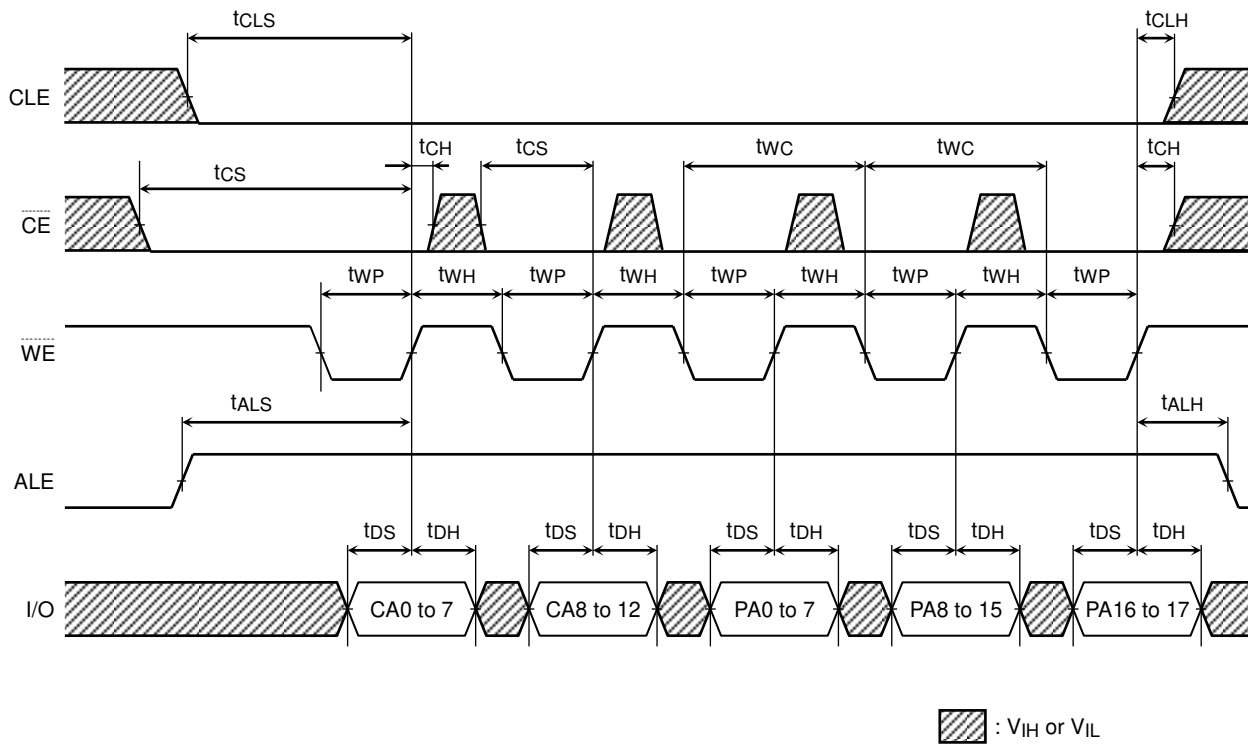 tCLS tCLH
CLE
tCH tCS tWC tWC tCH
tCS
CE
tWP tWH tWP tWH tWP tWH tWP tWH tWP
WE
tALS tALH
ALE
tDS tDH tDS tDH tDS tDH tDS tDH tDS tDH
I/O CA0 to 7 CA8 to 12 PA0 to 7 PA8 to 15 PA16 to 17
: VIH or VIL